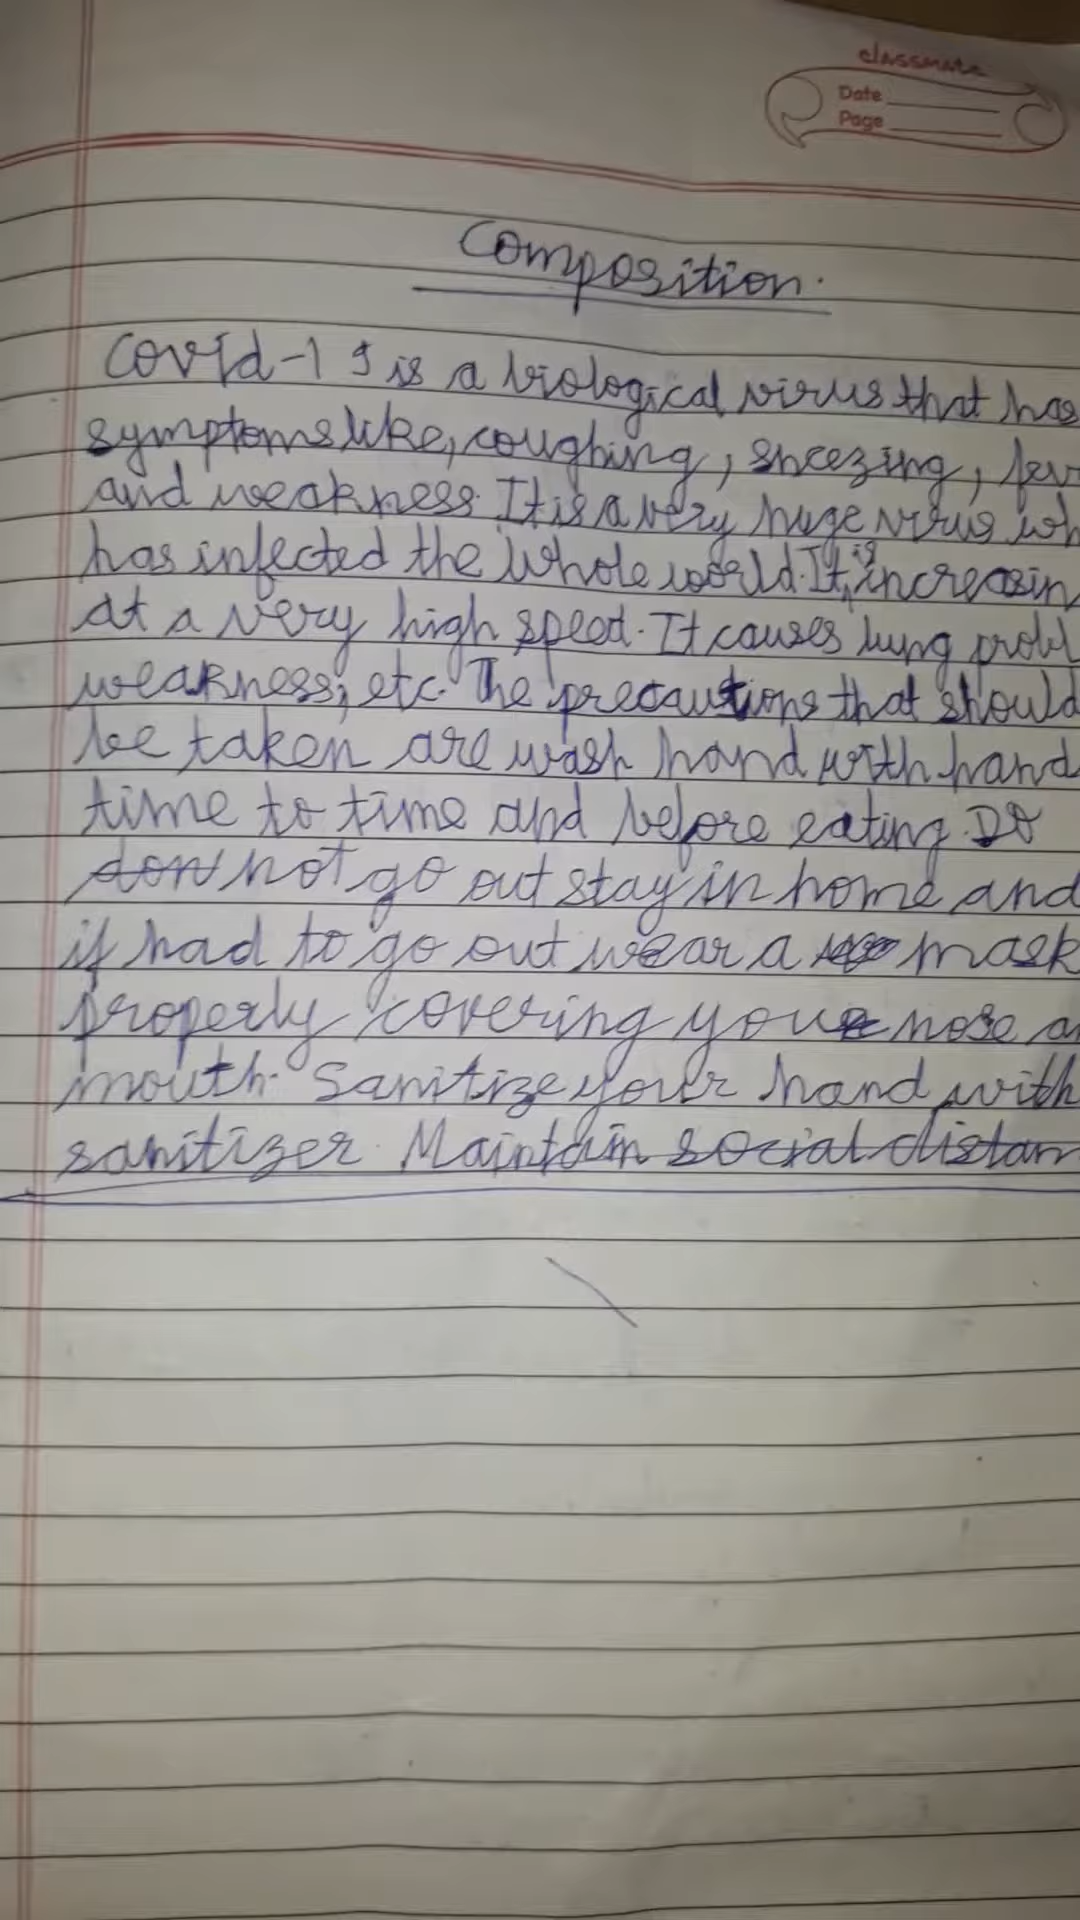 classmate
Date
Page
Composition.
Covid-19 is a biological virus that has
symptoms like, coughing, sneezing, fev
and weakness. It is a very huge virus wh
has infected the whole world. It is increasin
at a very high speed. It causes lung probl
weakness, etc. The precautions that should
be taken are wash hand with hand
time to time and before eating. Do
not go out stay in home and
if had to go out wear a mask
properly covering your nose a
mouth. Sanitize your hand with
sanitizer. Maintain social distan